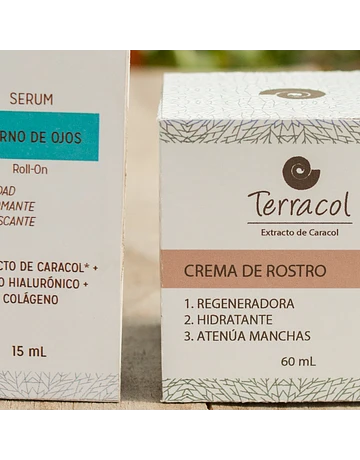 SERUM
RNO DE OJOS
Roll-On
DAD
OMANTE
SCANTE
CTO DE CARACOL* +
O HIALURÓNICO +
COLÁGENO
15 mL
Terracol
Extracto de Caracol
CREMA DE ROSTRO
1. REGENERADORA
2. HIDRATANTE
3. ATENÚA MANCHAS
60 mL